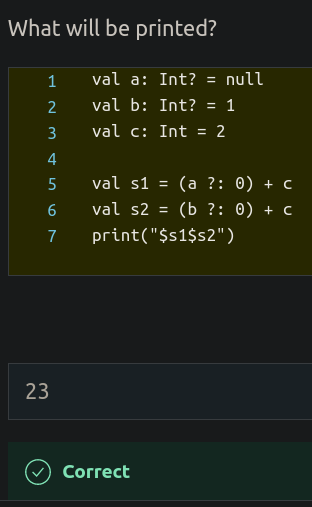 What will be printed?
1 val a: Int? = null
2 val b: Int? = 1
3 val c: Int = 2
4
5 val s1 = (a ?: 0) + c
6 val s2 = (b ?: 0) + c
7 print("$s1$s2")
23
Correct